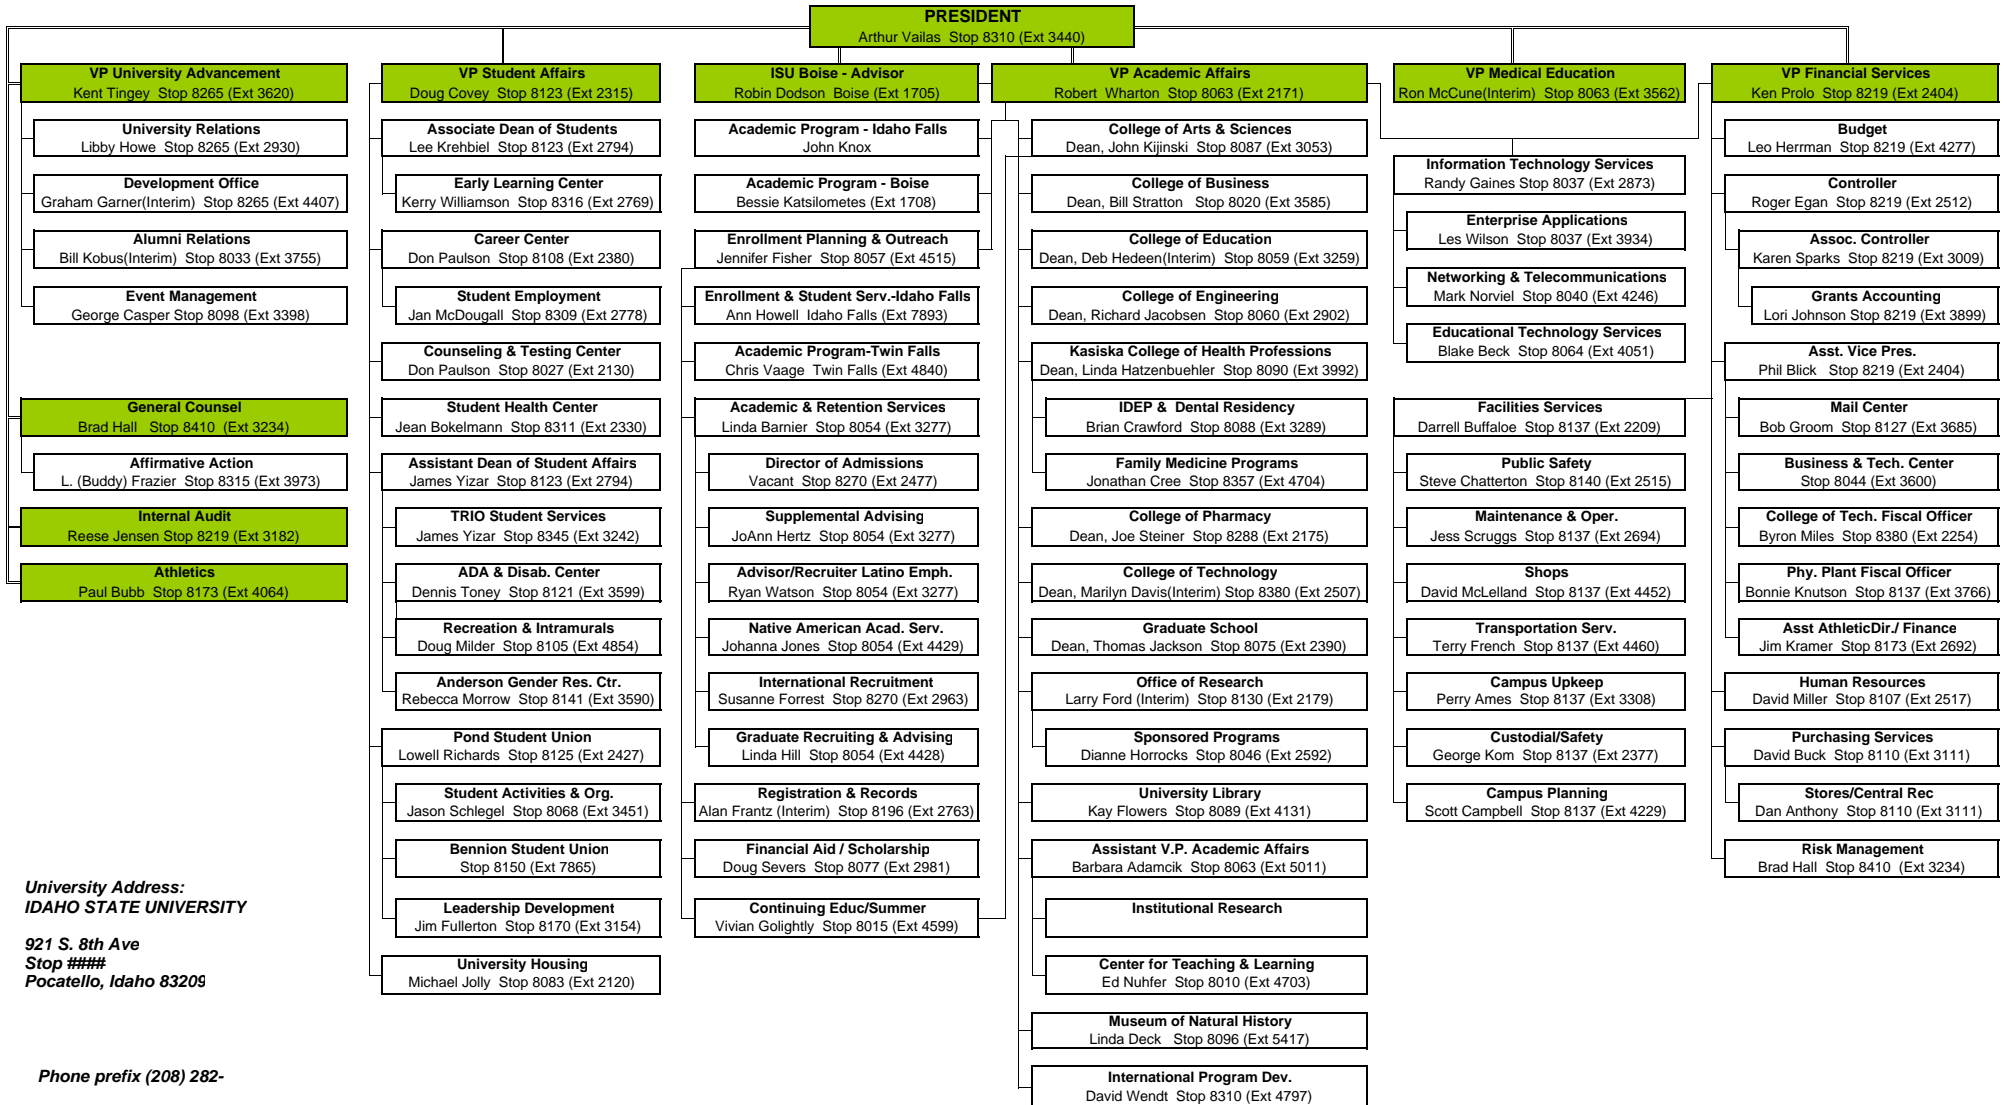 PRESIDENT
Arthur Vailas  Stop 8310 (Ext 3440)
VP University Advancement
Kent Tingey  Stop 8265 (Ext 3620)
University Relations
Libby Howe  Stop 8265 (Ext 2930)
Development Office
Graham Garner(Interim)  Stop 8265 (Ext 4407)
Alumni Relations
Bill Kobus(Interim)  Stop 8033 (Ext 3755)
Event Management
George Casper Stop 8098 (Ext 3398)
General Counsel
Brad Hall   Stop 8410  (Ext 3234)
Affirmative Action
L. (Buddy) Frazier  Stop 8315 (Ext 3973)
Internal Audit
Reese Jensen Stop 8219 (Ext 3182)
Athletics
Paul Bubb  Stop 8173 (Ext 4064)
University Address:
IDAHO STATE UNIVERSITY
921 S. 8th Ave
Stop ####
Pocatello, Idaho 83209
Phone prefix (208) 282-
VP Student Affairs
Doug Covey  Stop 8123 (Ext 2315)
Associate Dean of Students
Lee Krehbiel  Stop 8123 (Ext 2794)
Early Learning Center
Kerry Williamson  Stop 8316 (Ext 2769)
Career Center
Don Paulson  Stop 8108 (Ext 2380)
Student Employment
Jan McDougall  Stop 8309 (Ext 2778)
Counseling & Testing Center
Don Paulson  Stop 8027 (Ext 2130)
Student Health Center
Jean Bokelmann  Stop 8311 (Ext 2330)
Assistant Dean of Student Affairs
James Yizar  Stop 8123 (Ext 2794)
TRIO Student Services
James Yizar  Stop 8345 (Ext 3242)
ADA & Disab. Center
Dennis Toney  Stop 8121 (Ext 3599)
Recreation & Intramurals
Doug Milder  Stop 8105 (Ext 4854)
Anderson Gender Res. Ctr.
Rebecca Morrow  Stop 8141 (Ext 3590)
Pond Student Union
Lowell Richards  Stop 8125 (Ext 2427)
Student Activities & Org.
Jason Schlegel  Stop 8068 (Ext 3451)
Bennion Student Union
Stop 8150 (Ext 7865)
Leadership Development
Jim Fullerton  Stop 8170 (Ext 3154)
University Housing
Michael Jolly  Stop 8083 (Ext 2120)
ISU Boise - Advisor
Robin Dodson  Boise (Ext 1705)
Academic Program - Idaho Falls
John Knox
Academic Program - Boise
Bessie Katsilometes (Ext 1708)
Enrollment Planning & Outreach
Jennifer Fisher  Stop 8057 (Ext 4515)
Enrollment & Student Serv.-Idaho Falls
Ann Howell  Idaho Falls (Ext 7893)
Academic Program-Twin Falls
Chris Vaage  Twin Falls (Ext 4840)
Academic & Retention Services
Linda Barnier  Stop 8054 (Ext 3277)
Director of Admissions
Vacant  Stop 8270 (Ext 2477)
Supplemental Advising
JoAnn Hertz  Stop 8054 (Ext 3277)
Advisor/Recruiter Latino Emph.
Ryan Watson  Stop 8054 (Ext 3277)
Native American Acad. Serv.
Johanna Jones  Stop 8054 (Ext 4429)
International Recruitment
Susanne Forrest  Stop 8270 (Ext 2963)
Graduate Recruiting & Advising
Linda Hill  Stop 8054 (Ext 4428)
Registration & Records
Alan Frantz (Interim)  Stop 8196 (Ext 2763)
Financial Aid / Scholarship
Doug Severs  Stop 8077 (Ext 2981)
Continuing Educ/Summer
Vivian Golightly  Stop 8015 (Ext 4599)
VP Academic Affairs
Robert  Wharton  Stop 8063 (Ext 2171)
College of Arts & Sciences
Dean, John Kijinski  Stop 8087 (Ext 3053)
College of Business
Dean, Bill Stratton   Stop 8020 (Ext 3585)
College of Education
Dean, Deb Hedeen(Interim)  Stop 8059 (Ext 3259)
College of Engineering
Dean, Richard Jacobsen  Stop 8060 (Ext 2902)
Kasiska College of Health Professions
Dean, Linda Hatzenbuehler  Stop 8090 (Ext 3992)
IDEP &  Dental Residency
Brian Crawford  Stop 8088 (Ext 3289)
Family Medicine Programs
Jonathan Cree  Stop 8357 (Ext 4704)
College of Pharmacy
Dean, Joe Steiner  Stop 8288 (Ext 2175)
College of Technology
Dean, Marilyn Davis(Interim) Stop 8380 (Ext 2507)
Graduate School
Dean, Thomas Jackson  Stop 8075 (Ext 2390)
Office of Research
Larry Ford (Interim)  Stop 8130 (Ext 2179)
Sponsored Programs
Dianne Horrocks  Stop 8046 (Ext 2592)
University Library
Kay Flowers  Stop 8089 (Ext 4131)
Assistant V.P. Academic Affairs
Barbara Adamcik  Stop 8063 (Ext 5011)
Institutional Research
Center for Teaching & Learning
Ed Nuhfer  Stop 8010 (Ext 4703)
Museum of Natural History
Linda Deck   Stop 8096 (Ext 5417)
International Program Dev.
David Wendt  Stop 8310 (Ext 4797)
VP Medical Education
Ron McCune(Interim)  Stop 8063 (Ext 3562)
Information Technology Services
Randy Gaines Stop 8037 (Ext 2873)
Enterprise Applications
Les Wilson  Stop 8037 (Ext 3934)
Networking & Telecommunications
Mark Norviel  Stop 8040 (Ext 4246)
Educational Technology Services
Blake Beck  Stop 8064 (Ext 4051)
Facilities Services
Darrell Buffaloe  Stop 8137 (Ext 2209)
Public Safety
Steve Chatterton  Stop 8140 (Ext 2515)
Maintenance & Oper.
Jess Scruggs  Stop 8137 (Ext 2694)
Shops
David McLelland  Stop 8137 (Ext 4452)
Transportation Serv.
Terry French  Stop 8137 (Ext 4460)
Campus Upkeep
Perry Ames  Stop 8137 (Ext 3308)
Custodial/Safety
George Kom  Stop 8137 (Ext 2377)
Campus Planning
Scott Campbell  Stop 8137 (Ext 4229)
VP Financial Services
Ken Prolo  Stop 8219 (Ext 2404)
Budget
Leo Herrman  Stop 8219 (Ext 4277)
Controller
Roger Egan  Stop 8219 (Ext 2512)
Assoc. Controller
Karen Sparks  Stop 8219 (Ext 3009)
Grants Accounting
Lori Johnson Stop 8219 (Ext 3899)
Asst. Vice Pres.
Phil Blick   Stop 8219 (Ext 2404)
Mail Center
Bob Groom  Stop 8127 (Ext 3685)
Business & Tech. Center
Stop 8044 (Ext 3600)
College of Tech. Fiscal Officer
Byron Miles  Stop 8380 (Ext 2254)
Phy. Plant Fiscal Officer
Bonnie Knutson  Stop 8137 (Ext 3766)
Asst AthleticDir./ Finance
Jim Kramer  Stop 8173 (Ext 2692)
Human Resources
David Miller  Stop 8107 (Ext 2517)
Purchasing Services
David Buck  Stop 8110 (Ext 3111)
Stores/Central Rec
Dan Anthony  Stop 8110 (Ext 3111)
Risk Management
Brad Hall  Stop 8410  (Ext 3234)